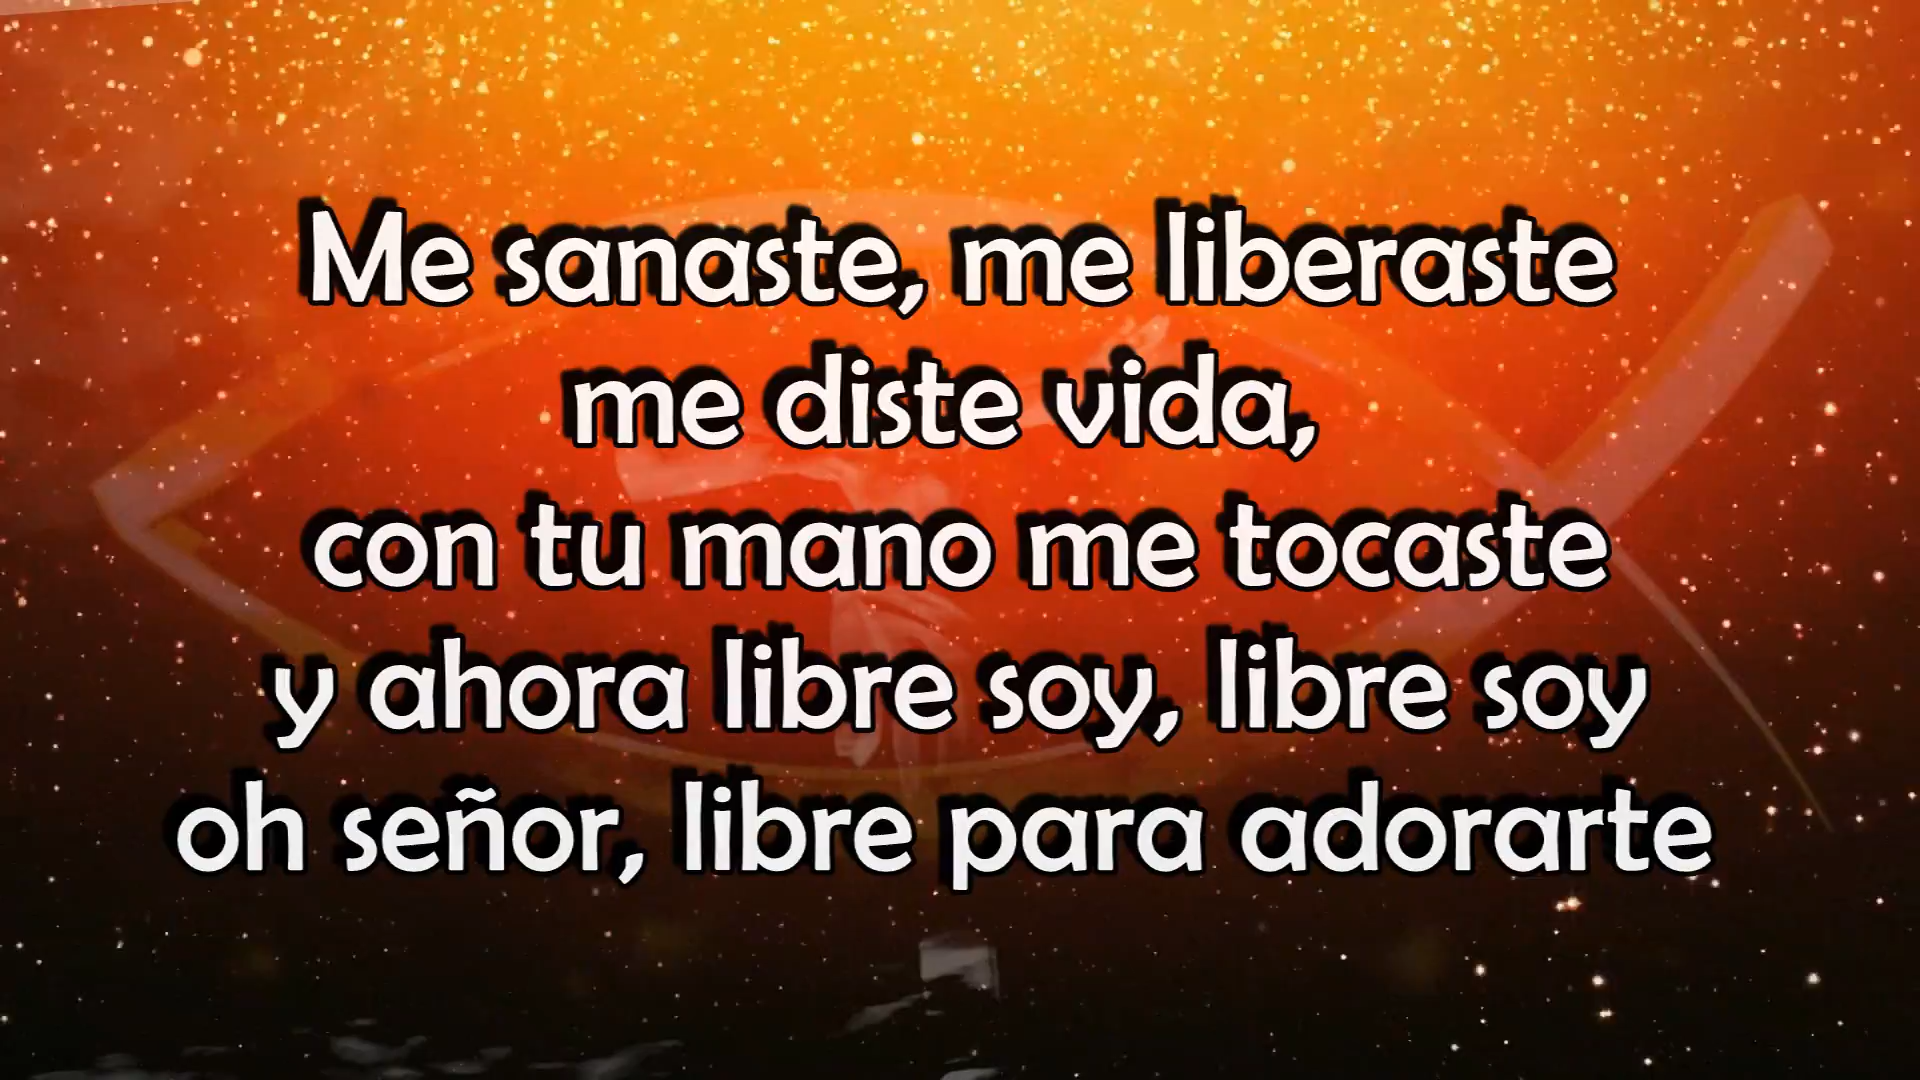 Me sanaste, me liberaste
me diste vida,
con tu mano me tocaste
y ahora libre soy, libre soy
oh señor, libre para adorarte